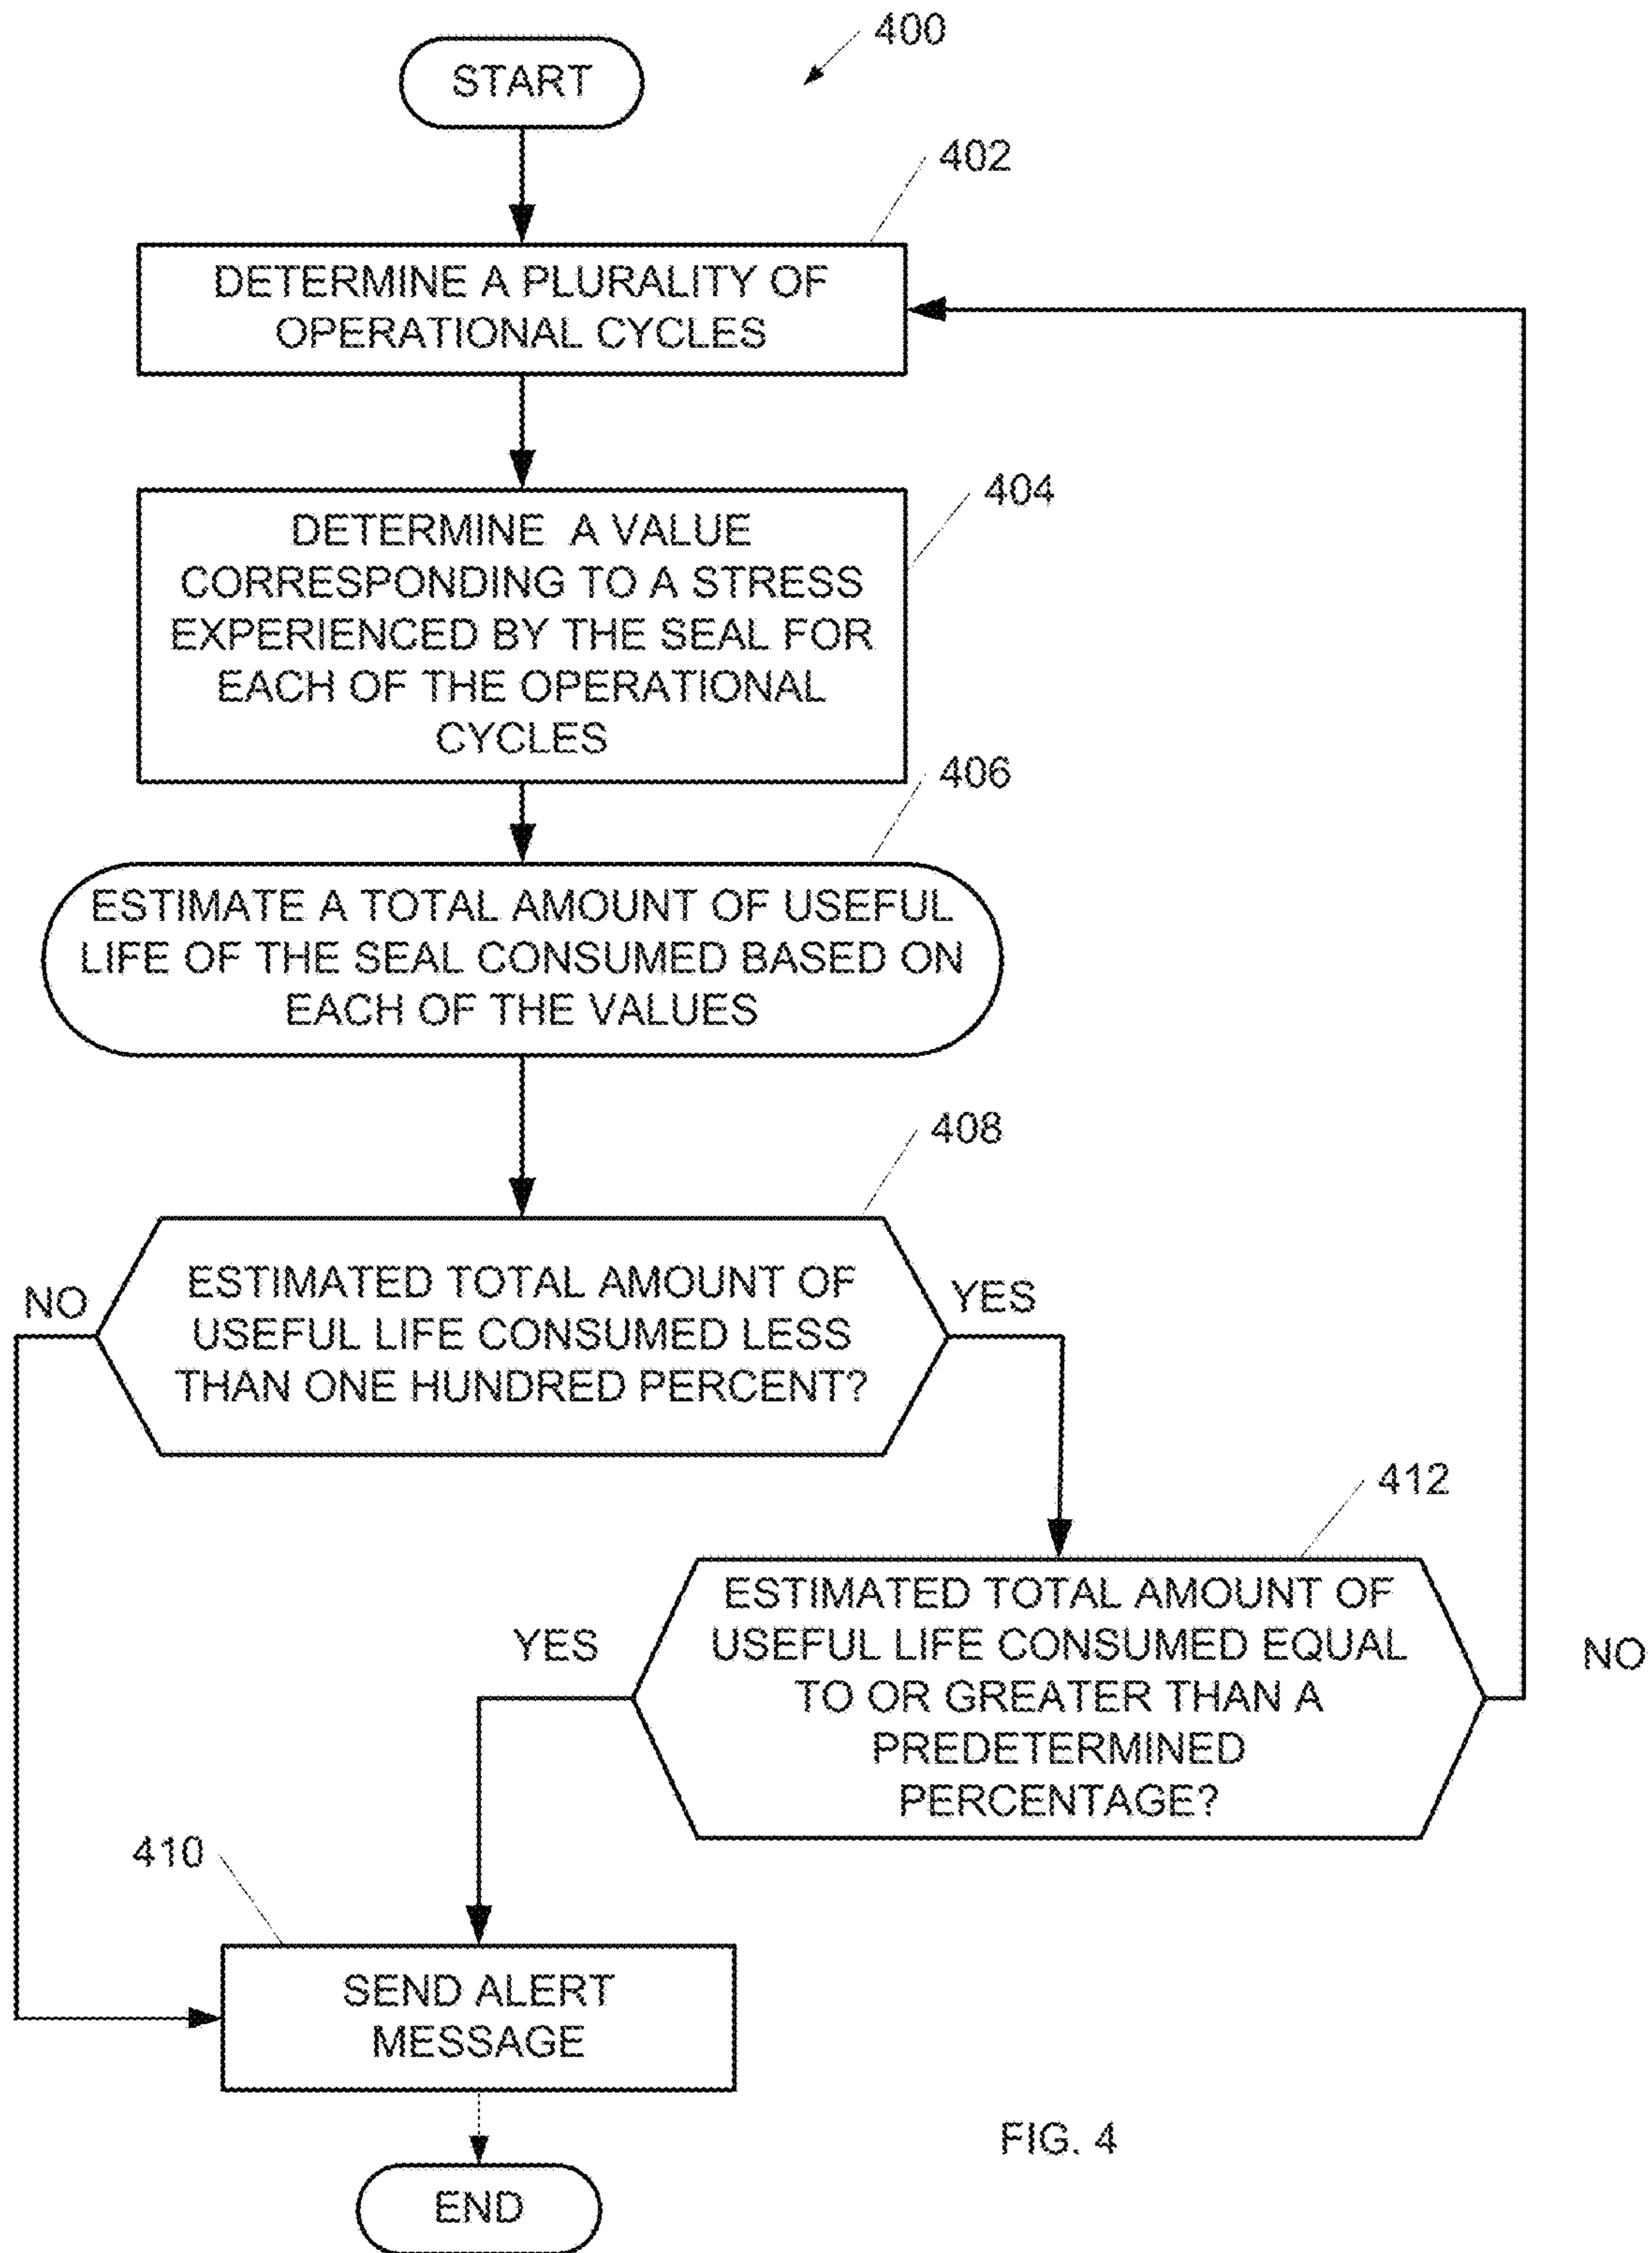 400
START
402
DETERMINE A PLURALITY OF
OPERATIONAL CYCLES
404
DETERMINE A VALUE
CORRESPONDING TO A STRESS
EXPERIENCED BY THE SEAL FOR
EACH OF THE OPERATIONAL
CYCLES
406
ESTIMATE A TOTAL AMOUNT OF USEFUL
LIFE OF THE SEAL CONSUMED BASED ON
EACH OF THE VALUES
408
NO
ESTIMATED TOTAL AMOUNT OF
USEFUL LIFE CONSUMED LESS
THAN ONE HUNDRED PERCENT?
YES
412
YES
ESTIMATED TOTAL AMOUNT OF
USEFUL LIFE CONSUMED EQUAL
TO OR GREATER THAN A
PREDETERMINED
PERCENTAGE?
NO
410
SEND ALERT
MESSAGE
FIG. 4
END